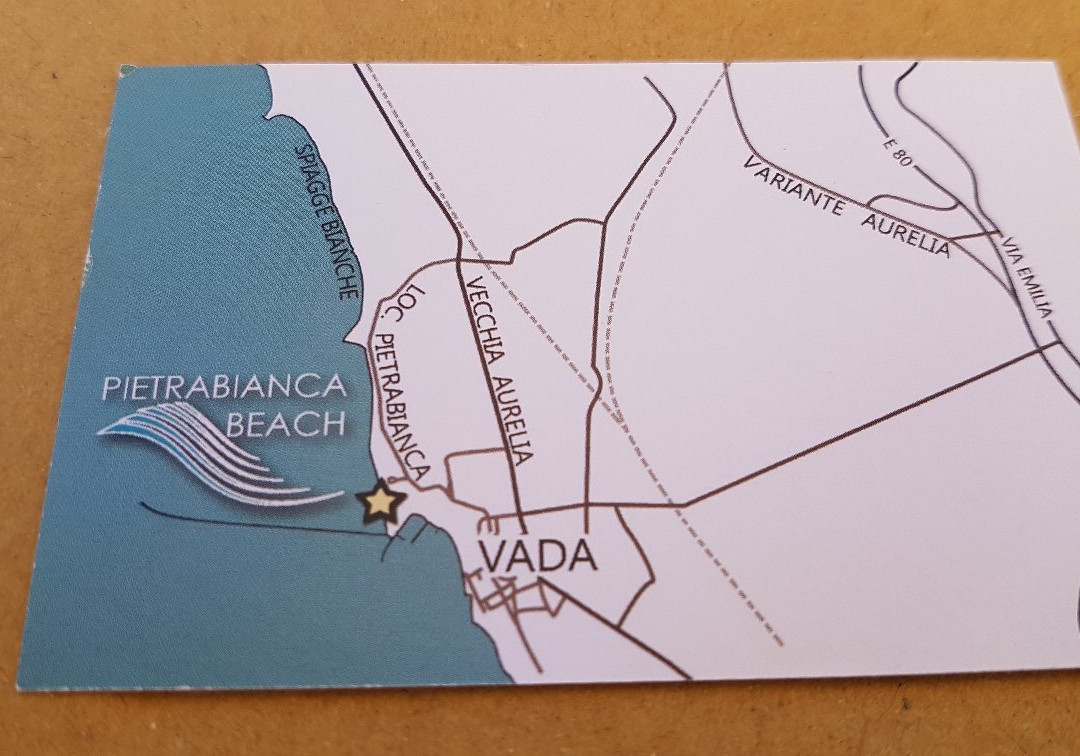 SPIAGGE BIANCHE
E 80
VARIANTE AURELIA
VIA EMILIA
LOC. PIETRABIANCA
VECCHIA AURELIA
PIETRABIANCA
BEACH
VADA